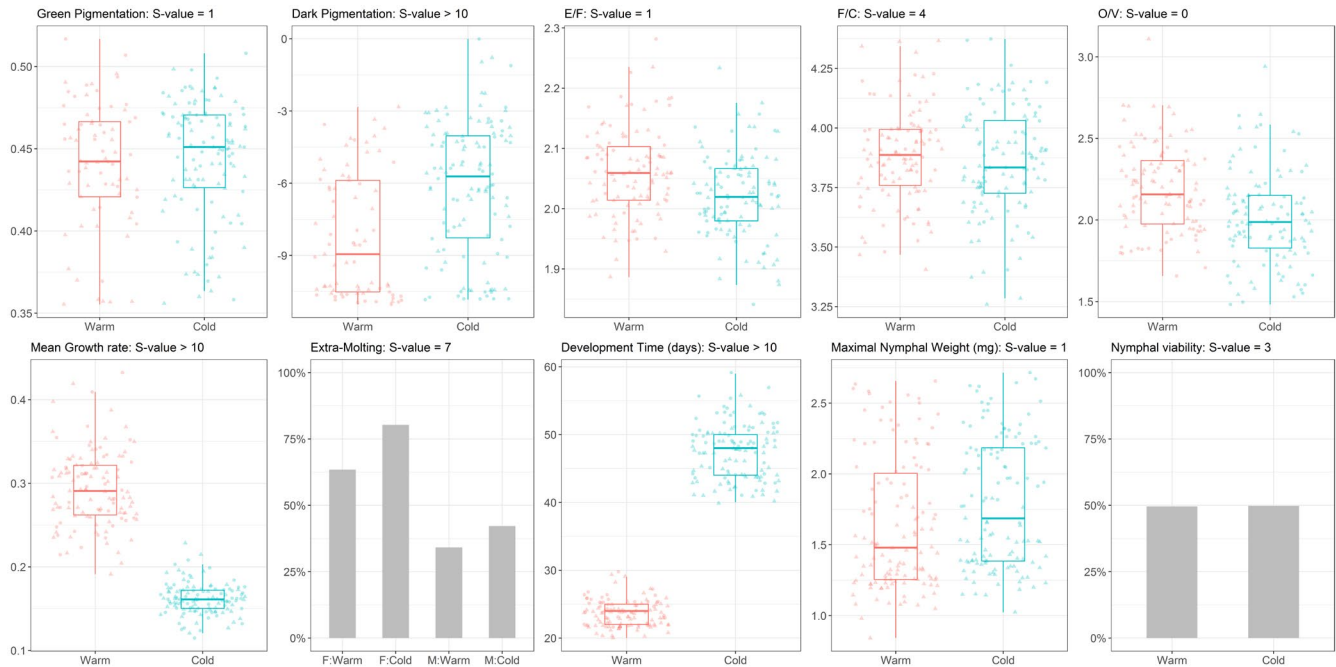 Green Pigmentation: S-value = 1
0.50
0.45
0.40
0.35
Warm Cold
Dark Pigmentation: S-value > 10
0
-3
-6
-9
Warm Cold
E/F: S-value = 1
2.3
2.2
2.1
2.0
1.9
Warm Cold
F/C: S-value = 4
4.25
4.00
3.75
3.50
3.25
Warm Cold
O/V: S-value = 0
3.0
2.5
2.0
1.5
Warm Cold
Mean Growth rate: S-value > 10
0.4
0.3
0.2
0.1
Warm Cold
Extra-Molting: S-value = 7
100%
75%
50%
25%
0%
F:Warm F:Cold M:Warm M:Cold
Development Time (days): S-value > 10
60
50
40
30
20
Warm Cold
Maximal Nymphal Weight (mg): S-value = 1
2.5
2.0
1.5
1.0
Warm Cold
Nymphal viability: S-value = 3
100%
75%
50%
25%
0%
Warm Cold